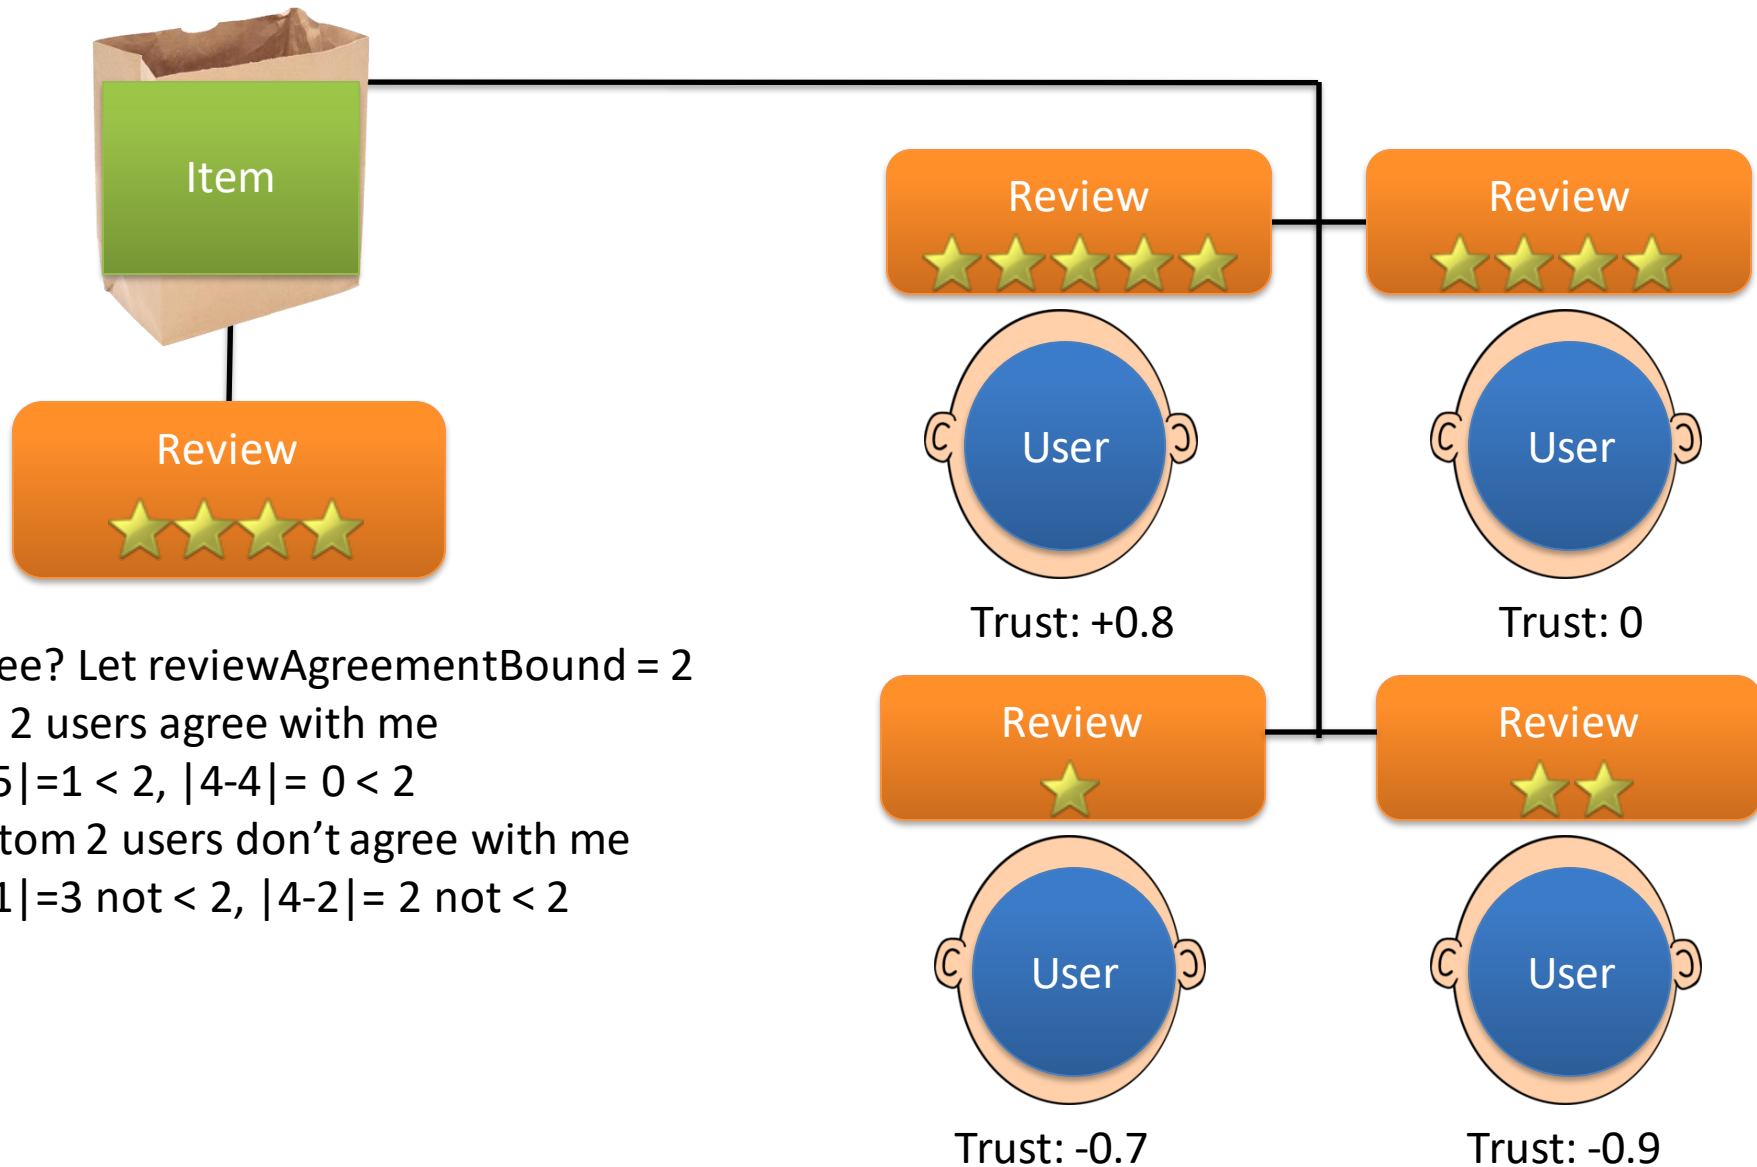 Item
Review
Review
Review
User
User
Trust: +0.8
Trust: 0
ee? Let reviewAgreementBound = 2
2 users agree with me
5|=1 < 2, |4-4|= 0 < 2
tom 2 users don’t agree with me
1|=3 not < 2, |4-2|= 2 not < 2
Review
Review
User
User
Trust: -0.7
Trust: -0.9